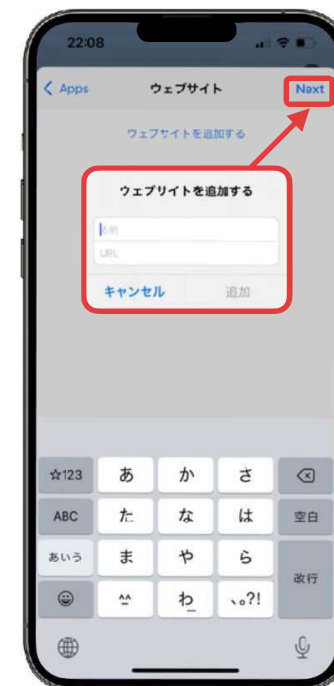 22:08
Apps
ウェブサイト
Next
ウェブサイトを追加する
ウェブサイトを追加する
名前
URL
キャンセル
追加
☆123
あ
か
さ
ABC
た
な
は
空白
あいう
ま
や
ら
改行
^^
わ_
、。?!